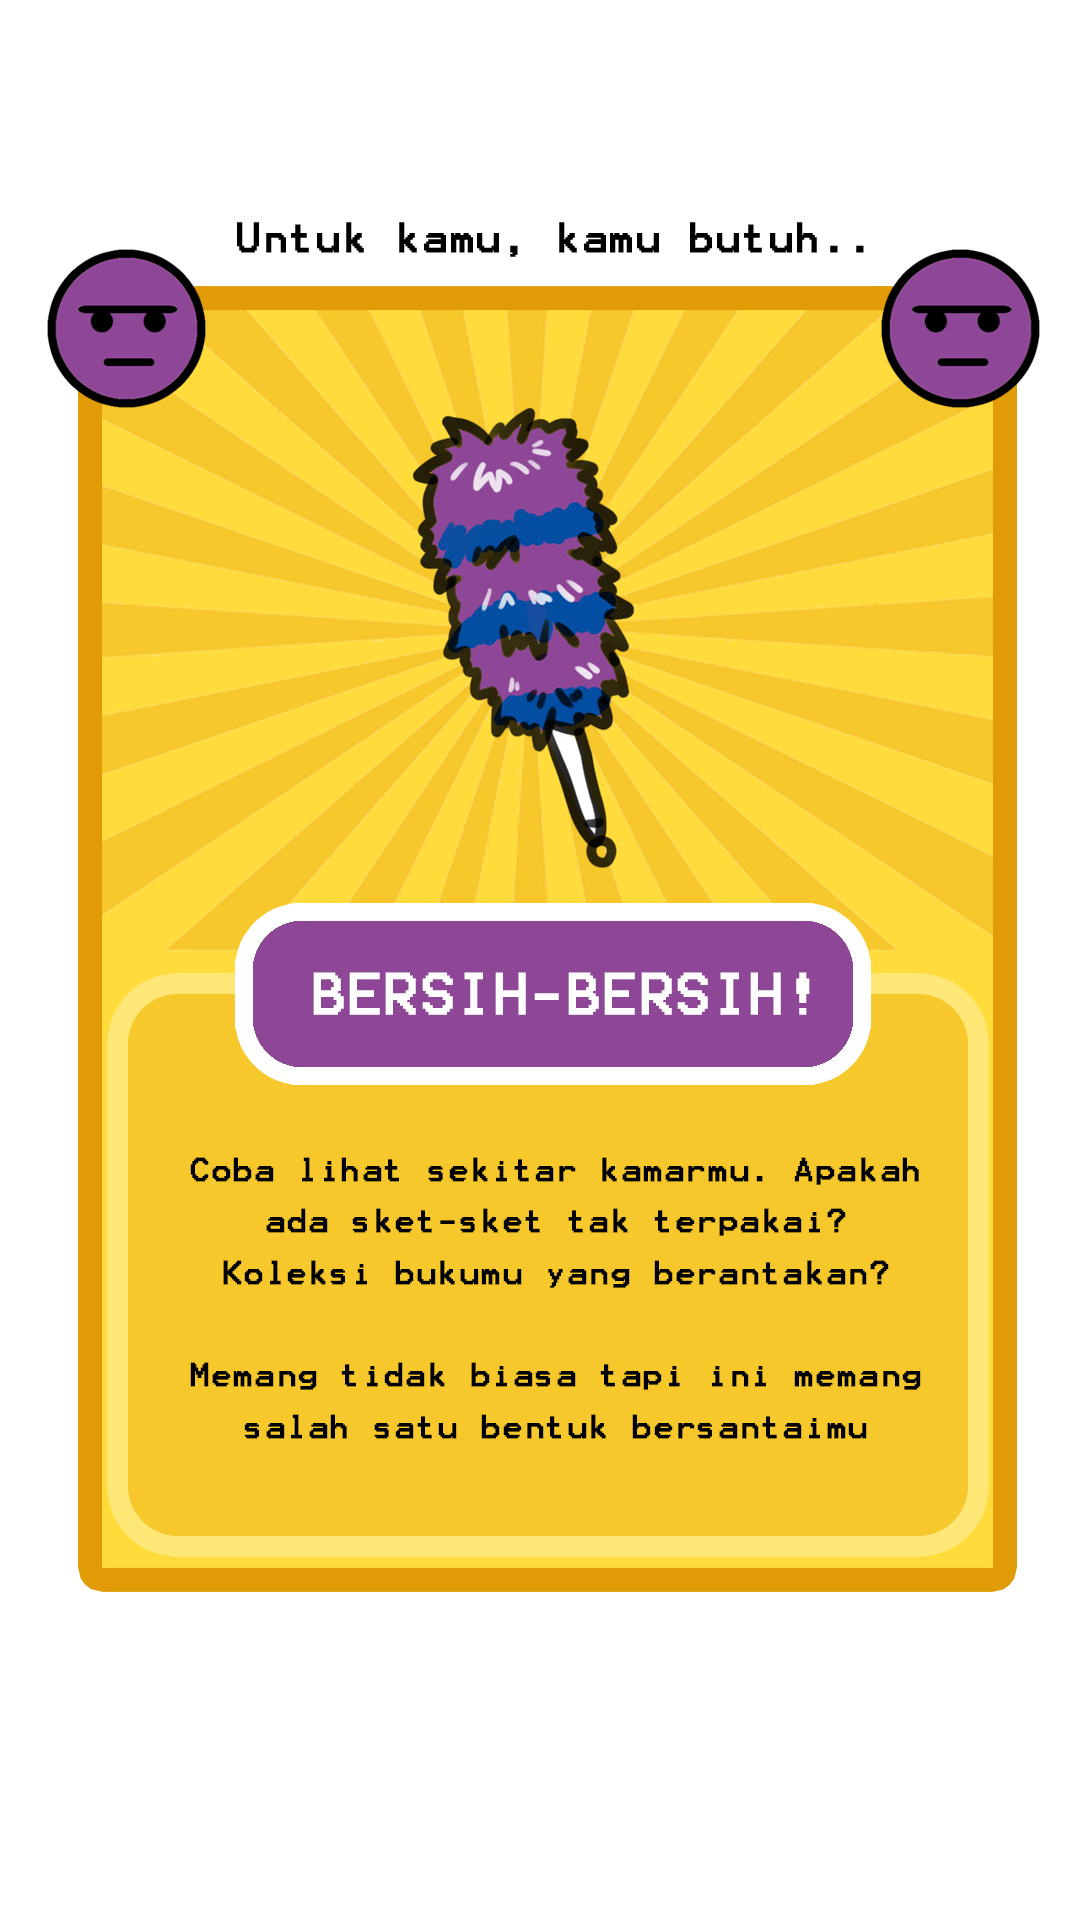 Untuk kamu, kamu butuh..
BERSIH-BERSIH!
Coba lihat sekitar kamarmu. Apakah
ada sket-sket tak terpakai?
Koleksi bukumu yang berantakan?
Memang tidak biasa tapi ini memang
salah satu bentuk bersantaimu